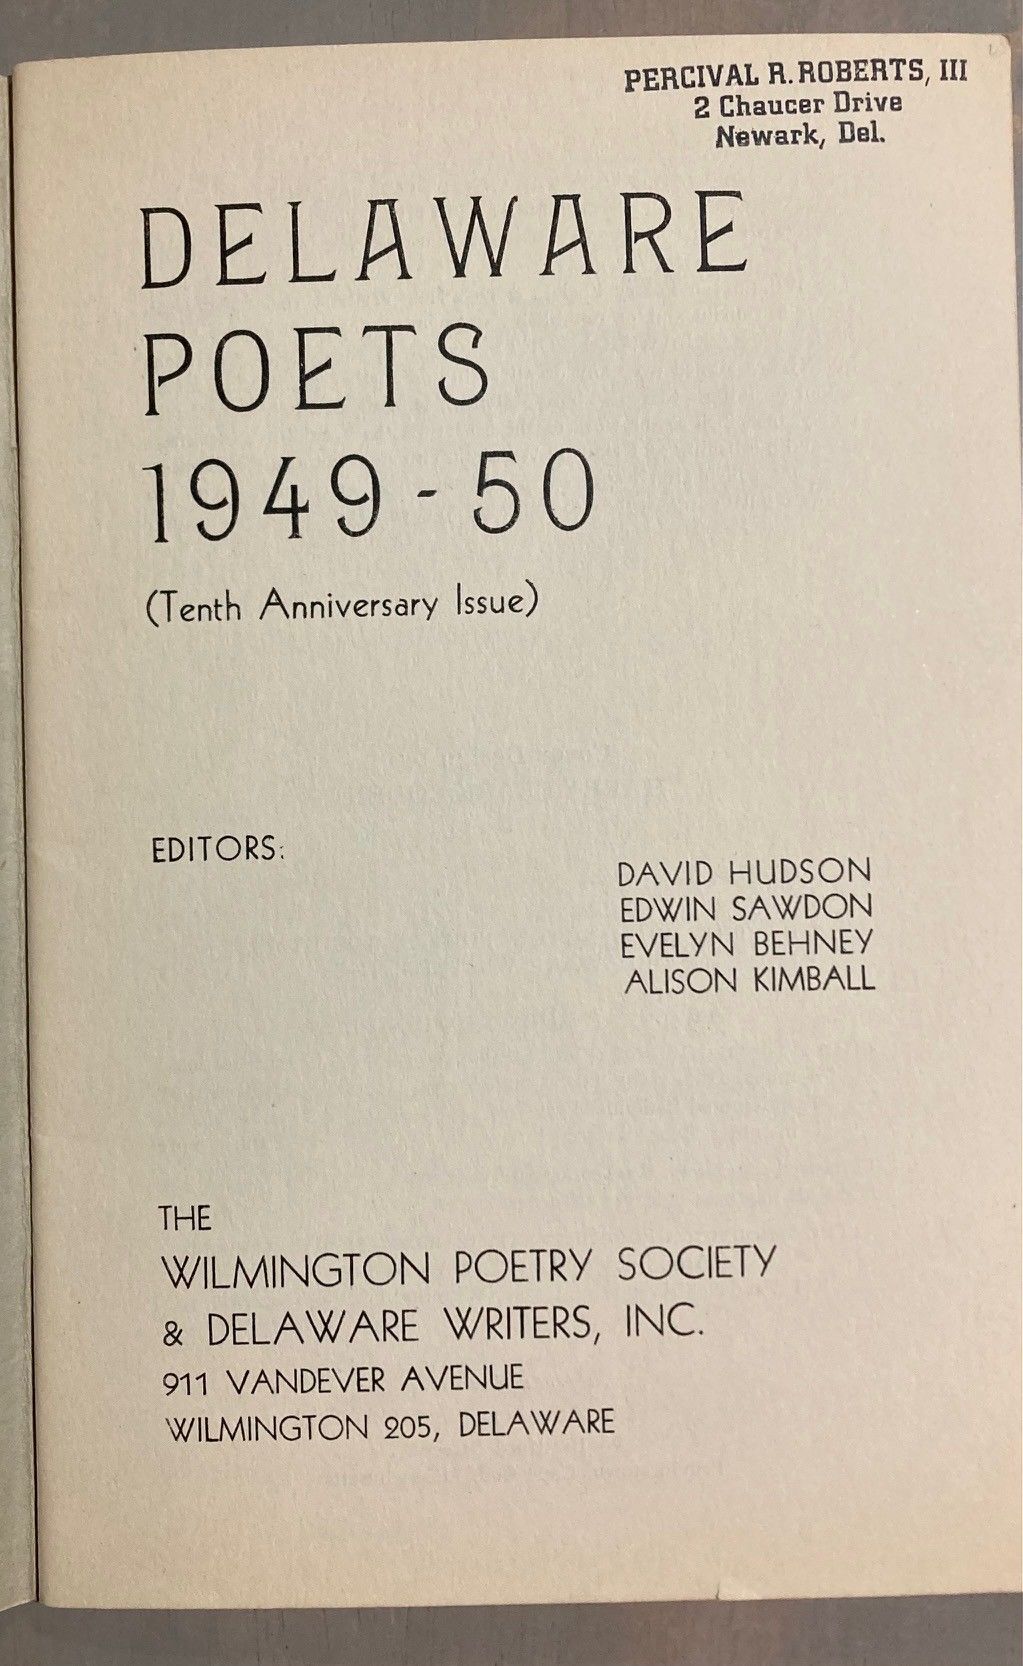 PERCIVAL R. ROBERTS, III
2 Chaucer Drive
Newark, Del.
DELAWARE
POETS
1949-50
(Tenth Anniversary Issue)
EDITORS:
DAVID HUDSON
EDWIN SAWDON
EVELYN BEHNEY
ALISON KIMBALL
THE
WILMINGTON POETRY SOCIETY
& DELAWARE WRITERS, INC.
911 VANDEVER AVENUE
WILMINGTON 205, DELAWARE